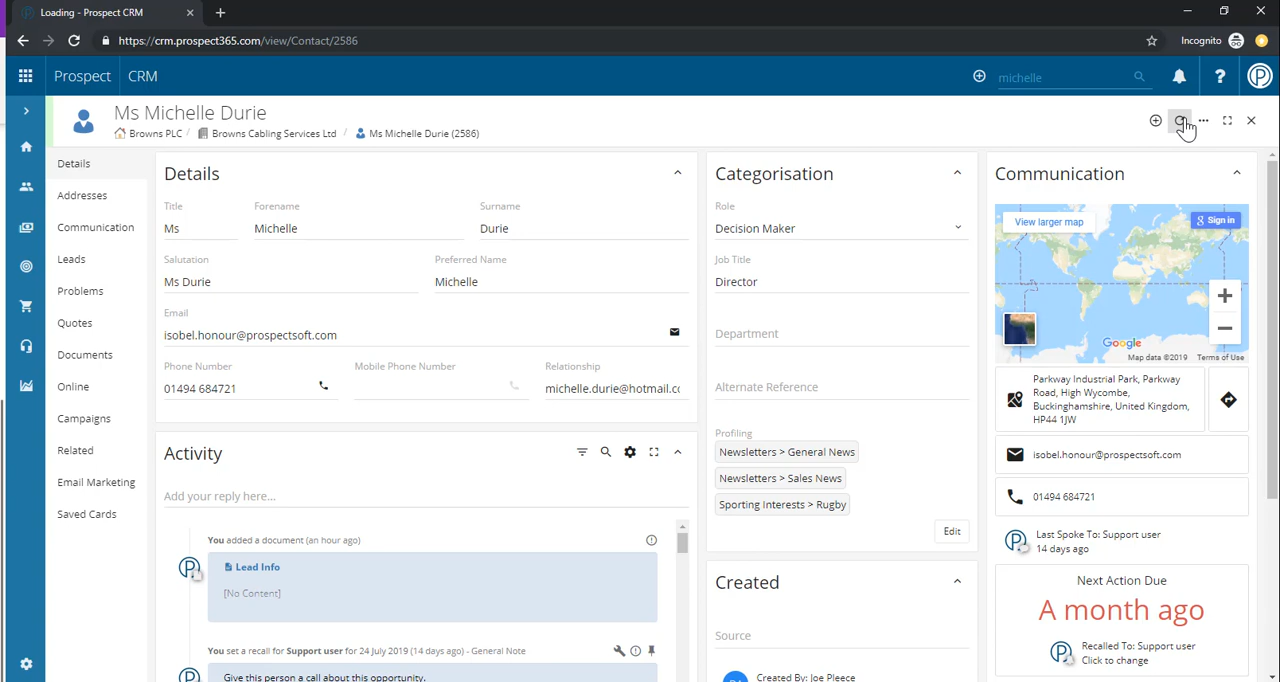 Loading - Prospect CRM
https://crm.prospect365.com/view/Contact/2586
Incognito
Prospect
CRM
michelle
Ms Michelle Durie
Browns PLC / Browns Cabling Services Ltd / Ms Michelle Durie (2586)
Details
Addresses
Communication
Leads
Problems
Quotes
Documents
Online
Campaigns
Related
Email Marketing
Saved Cards
Details
Title
Forename
Surname
Ms
Michelle
Durie
Salutation
Preferred Name
Ms Durie
Michelle
Email
isobel.honour@prospectsoft.com
Phone Number
Mobile Phone Number
Relationship
01494 684721
michelle.durie@hotmail.cc
Activity
Add your reply here...
You added a document (an hour ago)
Lead Info
[No Content]
You set a recall for Support user for 24 July 2019 (14 days ago) - General Note
Give this person a call about this opportunity.
Categorisation
Role
Decision Maker
Job Title
Director
Department
Alternate Reference
Profiling
Newsletters > General News
Newsletters > Sales News
Sporting Interests > Rugby
Edit
Created
Source
Created By: Joe Pleece
Communication
View larger map
Sign in
Google
Map data ©2019
Terms of Use
Parkway Industrial Park, Parkway
Road, High Wycombe,
Buckinghamshire, United Kingdom,
HP44 1JW
isobel.honour@prospectsoft.com
01494 684721
Last Spoke To: Support user
14 days ago
Next Action Due
A month ago
Recalled To: Support user
Click to change